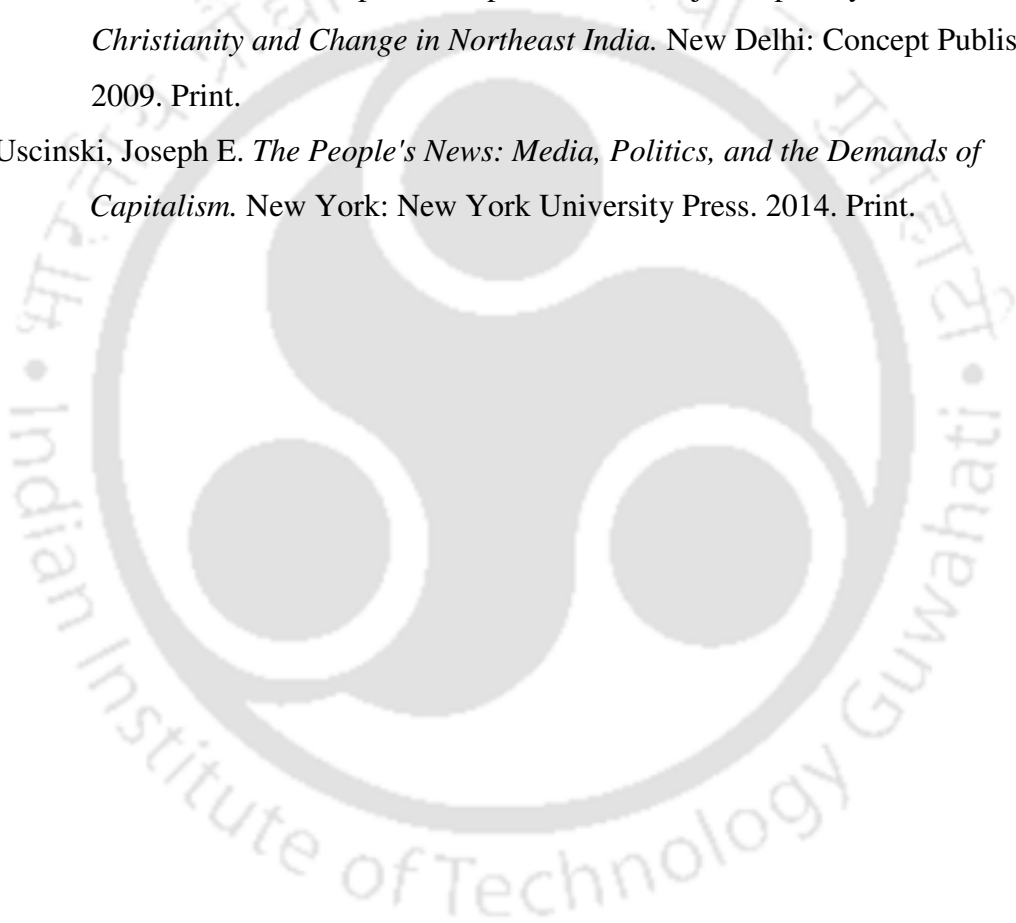 Christianity and Change in Northeast India. New Delhi: Concept Publis
2009. Print.
Uscinski, Joseph E. The People's News: Media, Politics, and the Demands of
Capitalism. New York: New York University Press. 2014. Print.
Indian Institute of Technology Guwahati